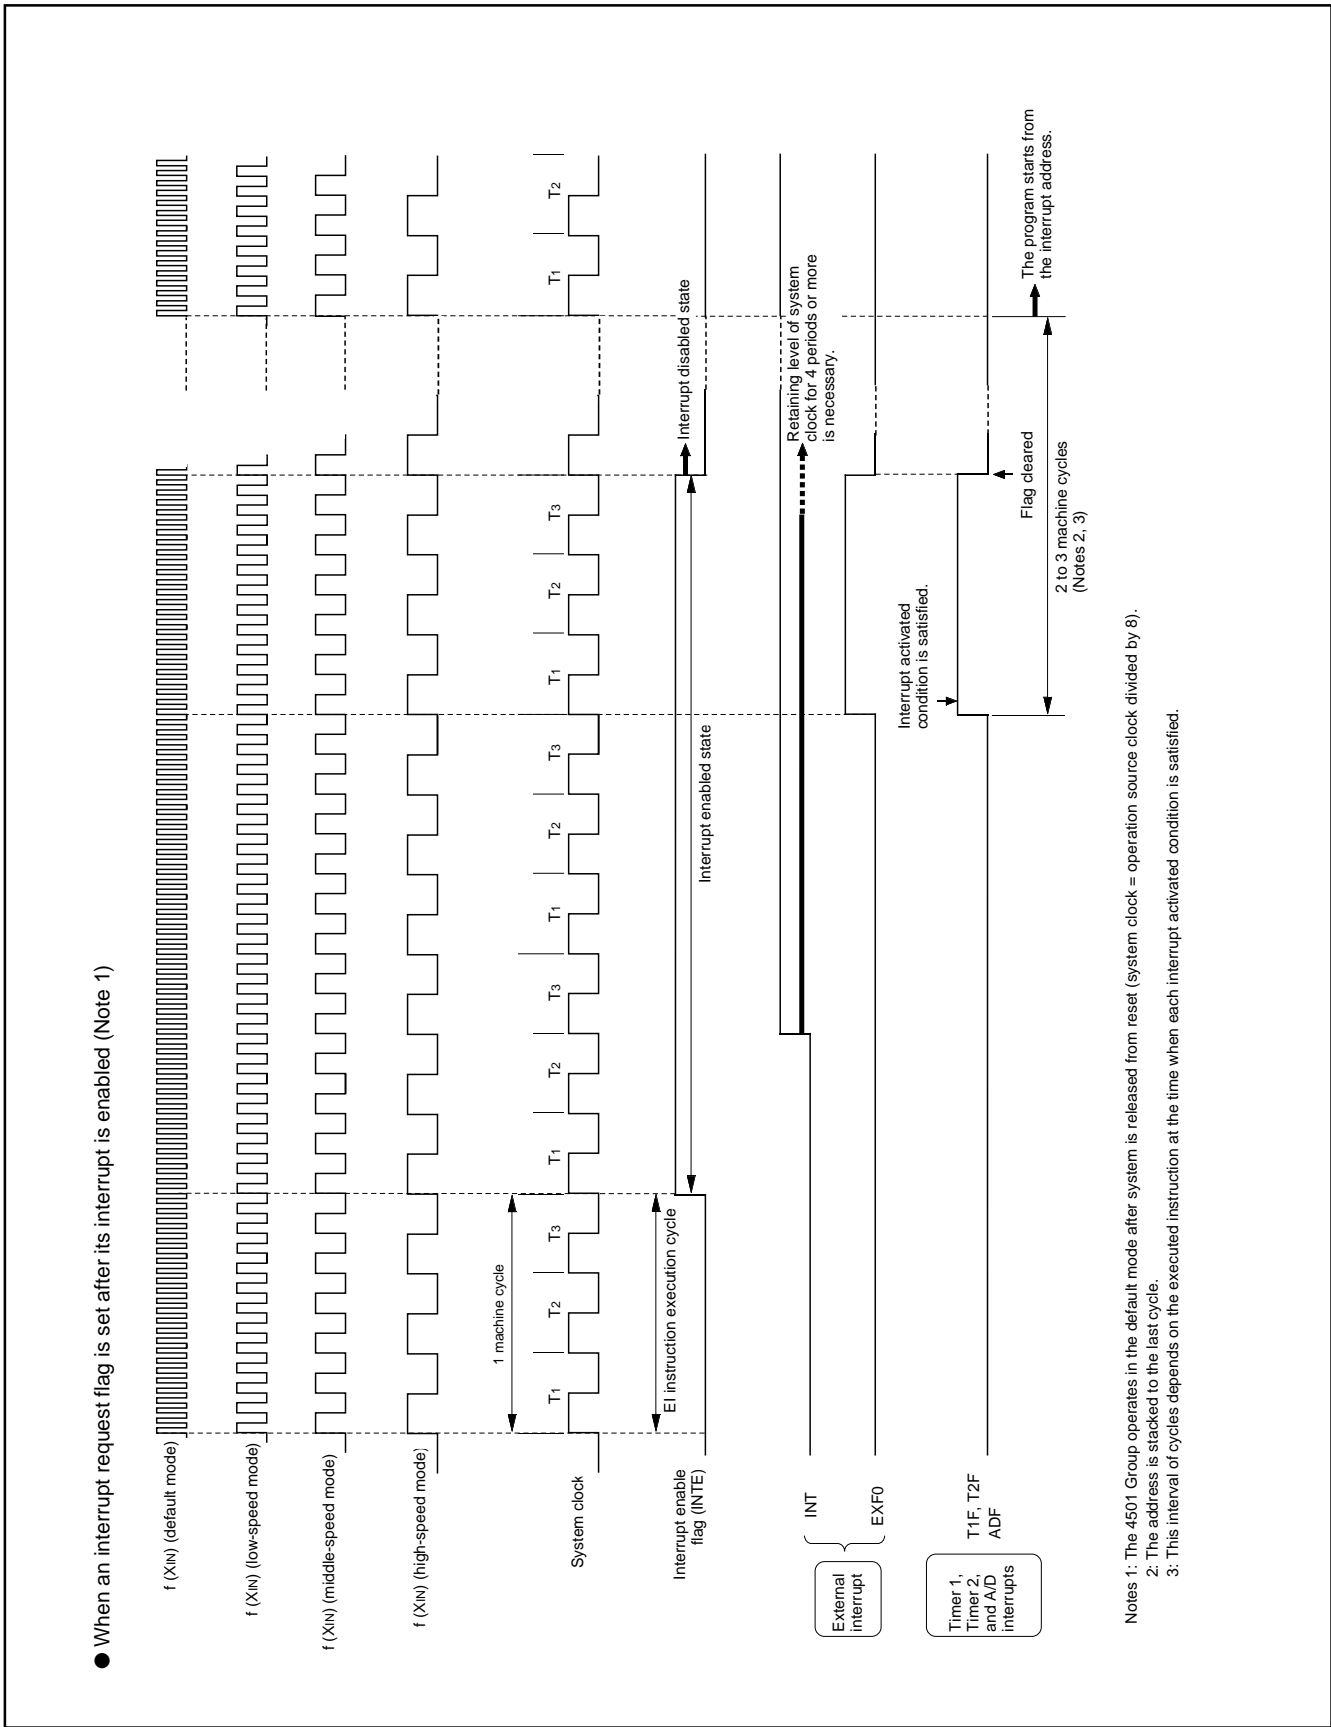 ● When an interrupt request flag is set after its interrupt is enabled (Note 1)
f (XIN) (default mode)
f (XIN) (low-speed mode)
f (XIN) (middle-speed mode)
f (XIN) (high-speed mode)
1 machine cycle
System clock
T1 T2 T3 T1 T2 T3 T1 T2 T3 T1 T2 T3 T1 T2
EI instruction execution cycle
Interrupt enable
flag (INTE)
Interrupt enabled state
Interrupt disabled state
External
interrupt
INT
Retaining level of system
clock for 4 periods or more
is necessary.
EXF0
Timer 1,
Timer 2,
and A/D
interrupts
T1F, T2F
ADF
Interrupt activated
condition is satisfied.
Flag cleared
2 to 3 machine cycles
(Notes 2, 3)
The program starts from
the interrupt address.
Notes 1: The 4501 Group operates in the default mode after system is released from reset (system clock = operation source clock divided by 8).
2: The address is stacked to the last cycle.
3: This interval of cycles depends on the executed instruction at the time when each interrupt activated condition is satisfied.